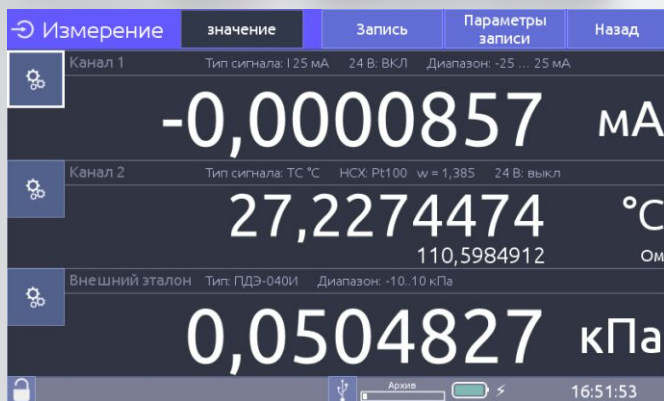 Измерение значение Запись Параметры записи Назад
Канал 1 Тип сигнала: I 25 мА 24 В: ВКЛ Диапазон: -25 ... 25 мА
-0,0000857 мА
Канал 2 Тип сигнала: ТС °C НСХ: Pt100 w = 1,385 24 В: выкл
27,2274474 °C
110,5984912 Ом
Внешний эталон Тип: ПДЭ-040И Диапазон: -10..10 кПа
0,0504827 кПа
Архив 16:51:53